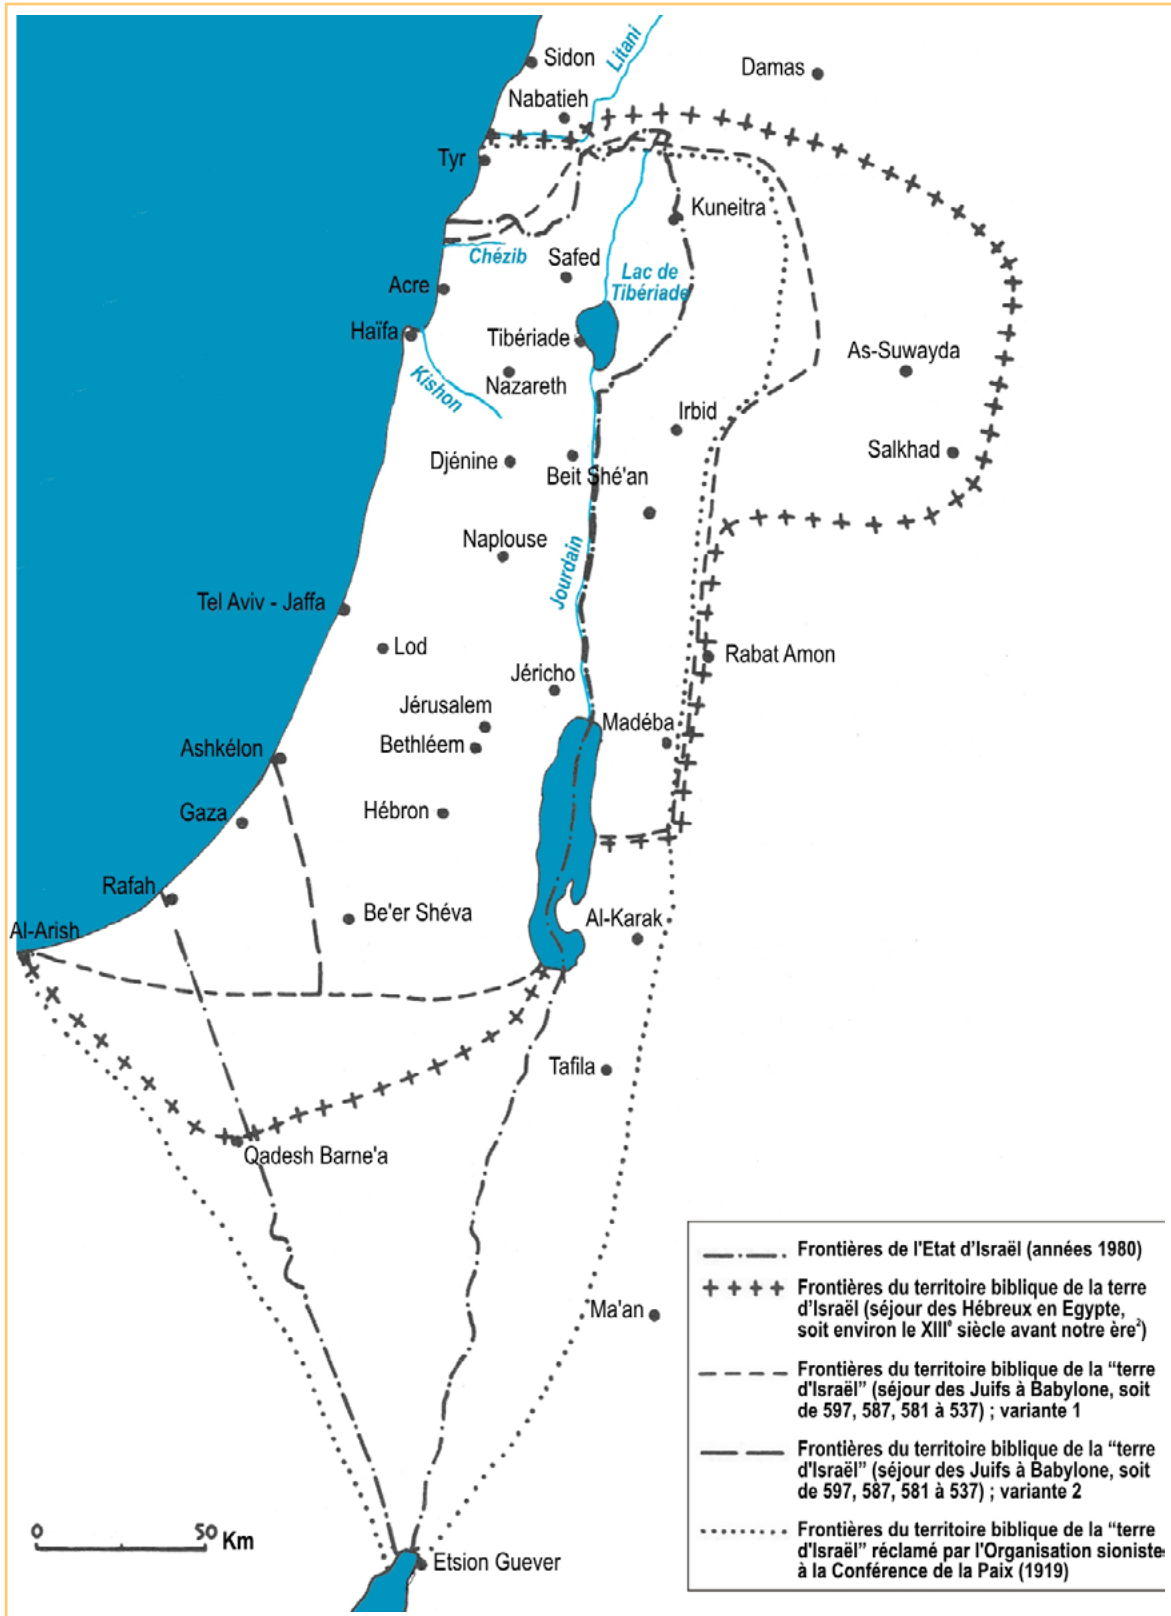 Sidon
Litani
Damas
Nabatieh
Tyr
Kuneitra
Chézib
Safed
Lac de
Tibériade
Acre
Haïfa
Tibériade
As-Suwayda
Kishon
Nazareth
Irbid
Salkhad
Djénine
Beit Shé'an
Naplouse
Jourdain
Tel Aviv - Jaffa
Lod
Rabat Amon
Jéricho
Jérusalem
Madéba
Bethléem
Ashkélon
Gaza
Hébron
Rafah
Be'er Shéva
Al-Karak
Al-Arish
Tafila
Qadesh Barne'a
Ma'an
Etsion Guever
0 50 Km
Frontières de l'Etat d'Israël (années 1980)
Frontières du territoire biblique de la terre
d'Israël (séjour des Hébreux en Egypte,
soit environ le XIIIe siècle avant notre ère2)
Frontières du territoire biblique de la “terre
d'Israël” (séjour des Juifs à Babylone, soit
de 597, 587, 581 à 537) ; variante 1
Frontières du territoire biblique de la “terre
d'Israël” (séjour des Juifs à Babylone, soit
de 597, 587, 581 à 537) ; variante 2
Frontières du territoire biblique de la “terre
d'Israël” réclamé par l'Organisation sioniste
à la Conférence de la Paix (1919)